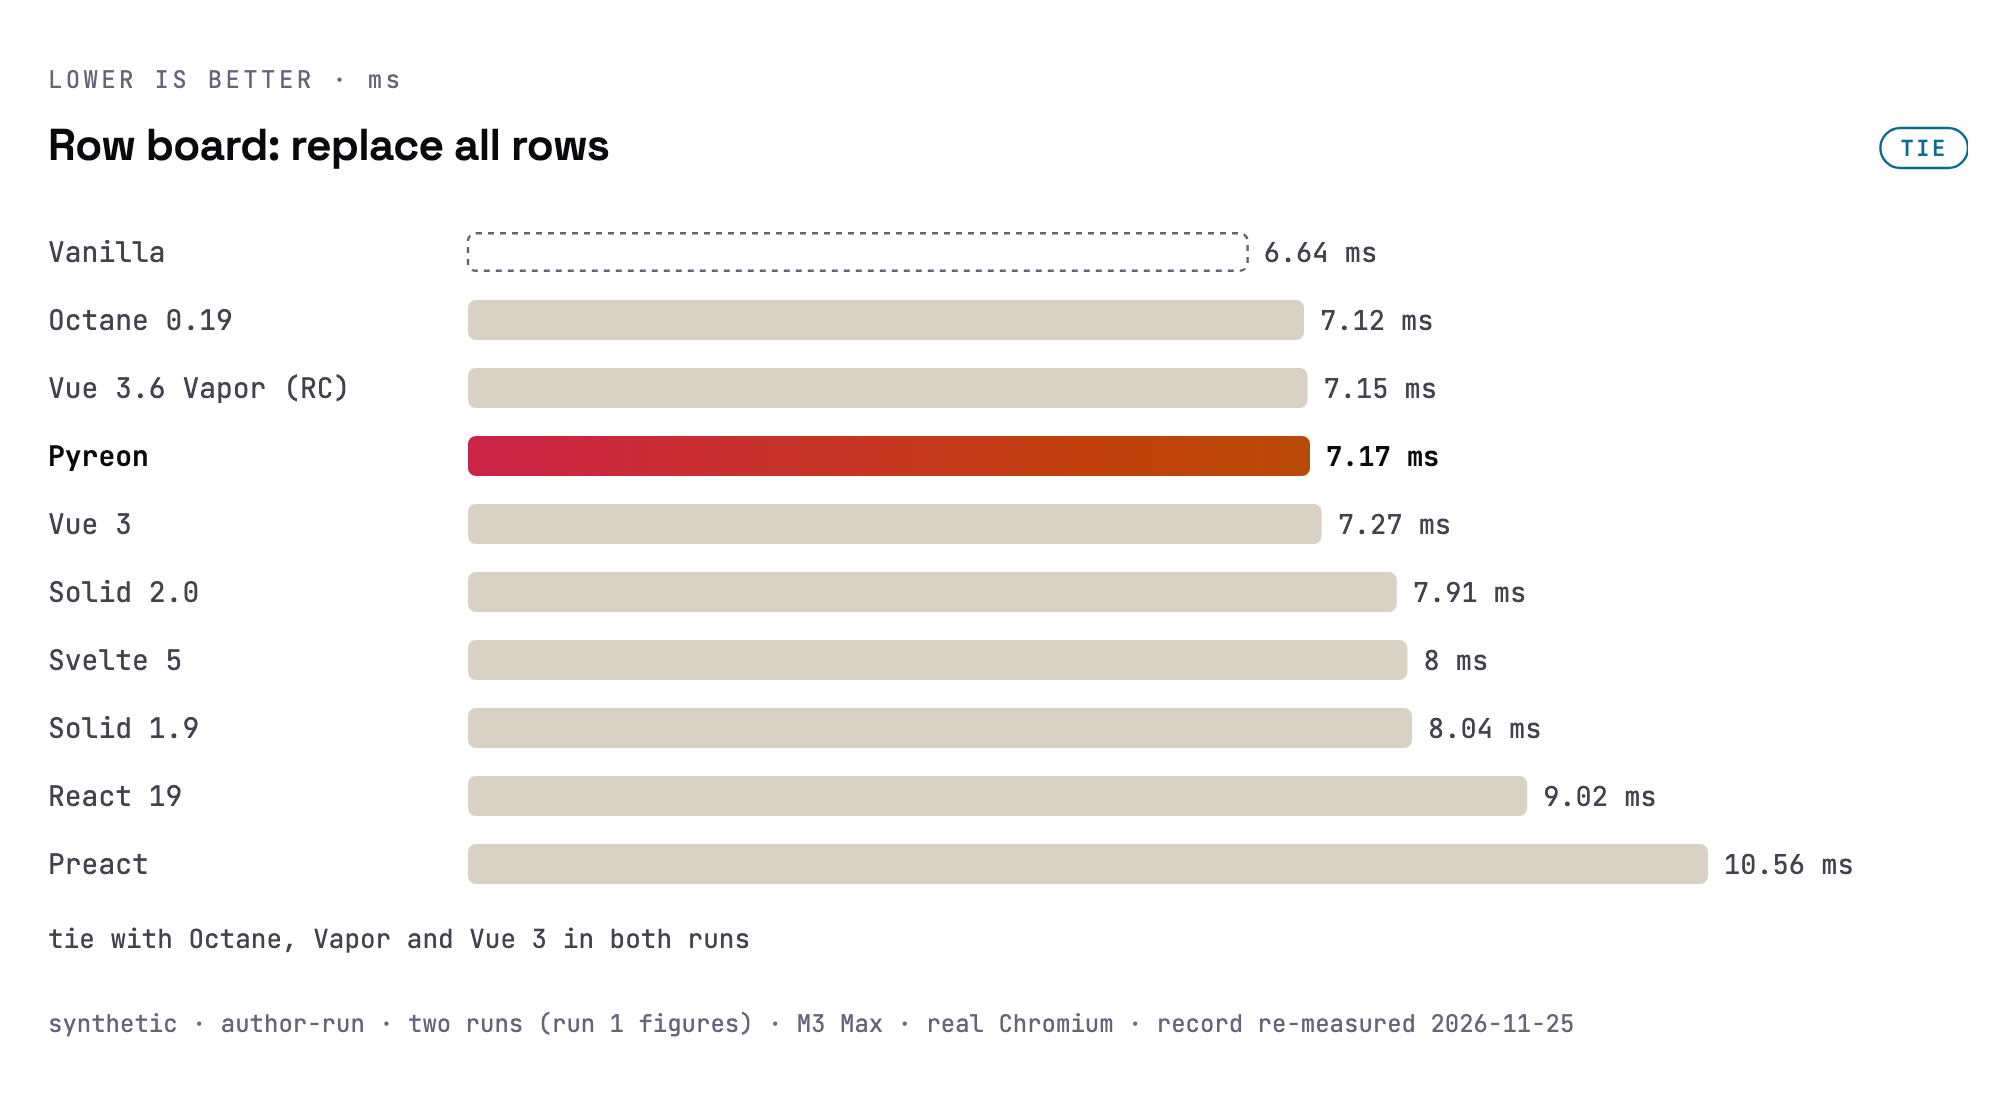 LOWER IS BETTER · ms
Row board: replace all rows
TIE
Vanilla 6.64 ms
Octane 0.19 7.12 ms
Vue 3.6 Vapor (RC) 7.15 ms
Pyreon 7.17 ms
Vue 3 7.27 ms
Solid 2.0 7.91 ms
Svelte 5 8 ms
Solid 1.9 8.04 ms
React 19 9.02 ms
Preact 10.56 ms
tie with Octane, Vapor and Vue 3 in both runs
synthetic · author-run · two runs (run 1 figures) · M3 Max · real Chromium · record re-measured 2026-11-25